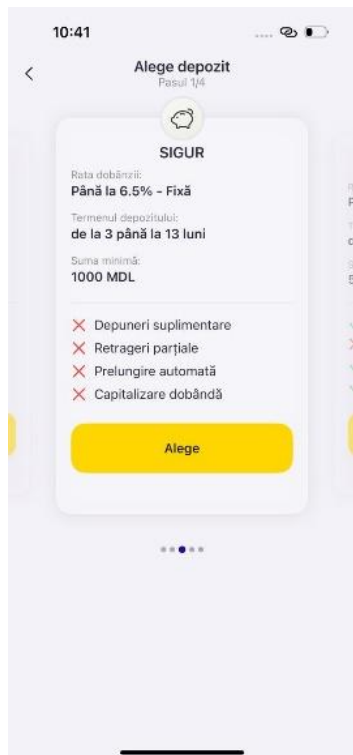 10:41
Alege depozit
Pasul 1/4
SIGUR
Rata dobânzii:
Până la 6.5% - Fixă
Termenul depozitului:
de la 3 până la 13 luni
Suma minimă:
1000 MDL
Depuneri suplimentare
Retrageri parțiale
Prelungire automată
Capitalizare dobândă
Alege